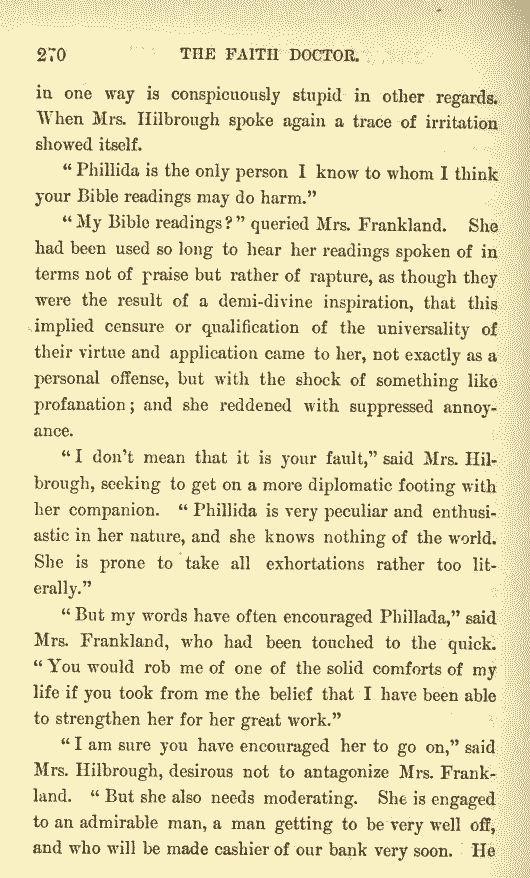 270 THE FAITH DOCTOR.
in one way is conspicuously stupid in other regards.
When Mrs. Hilbrough spoke again a trace of irritation
showed itself.
“Phillida is the only person I know to whom I think
your Bible readings may do harm.”
“My Bible readings?” queried Mrs. Frankland. She
had been used so long to hear her readings spoken of in
terms not of praise but rather of rapture, as though they
were the result of a demi-divine inspiration, that this
implied censure or qualification of the universality of
their virtue and application came to her, not exactly as a
personal offense, but with the shock of something like
profanation; and she reddened with suppressed annoy-
ance.
“I don’t mean that it is your fault,” said Mrs. Hil-
brough, seeking to get on a more diplomatic footing with
her companion. “Phillida is very peculiar and enthusi-
astic in her nature, and she knows nothing of the world.
She is prone to take all exhortations rather too lit-
erally.”
“But my words have often encouraged Phillada,” said
Mrs. Frankland, who had been touched to the quick.
“You would rob me of one of the solid comforts of my
life if you took from me the belief that I have been able
to strengthen her for her great work.”
“I am sure you have encouraged her to go on,” said
Mrs. Hilbrough, desirous not to antagonize Mrs. Frank-
land. “But she also needs moderating. She is engaged
to an admirable man, a man getting to be very well off,
and who will be made cashier of our bank very soon. He